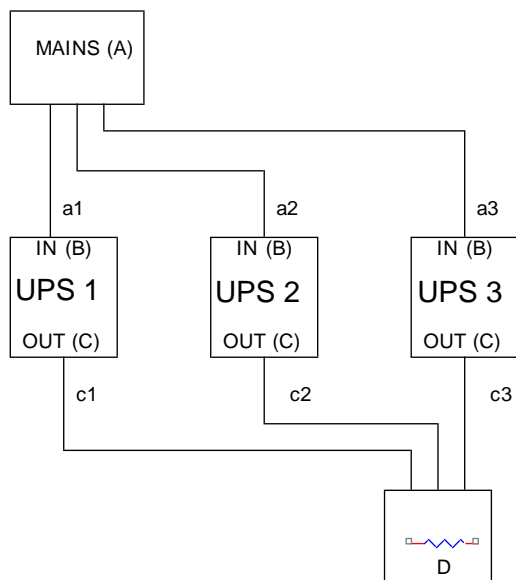 MAINS (A)
a1
a2
a3
IN (B)
IN (B)
IN (B)
UPS 1
UPS 2
UPS 3
OUT (C)
OUT (C)
OUT (C)
c1
c2
c3
D